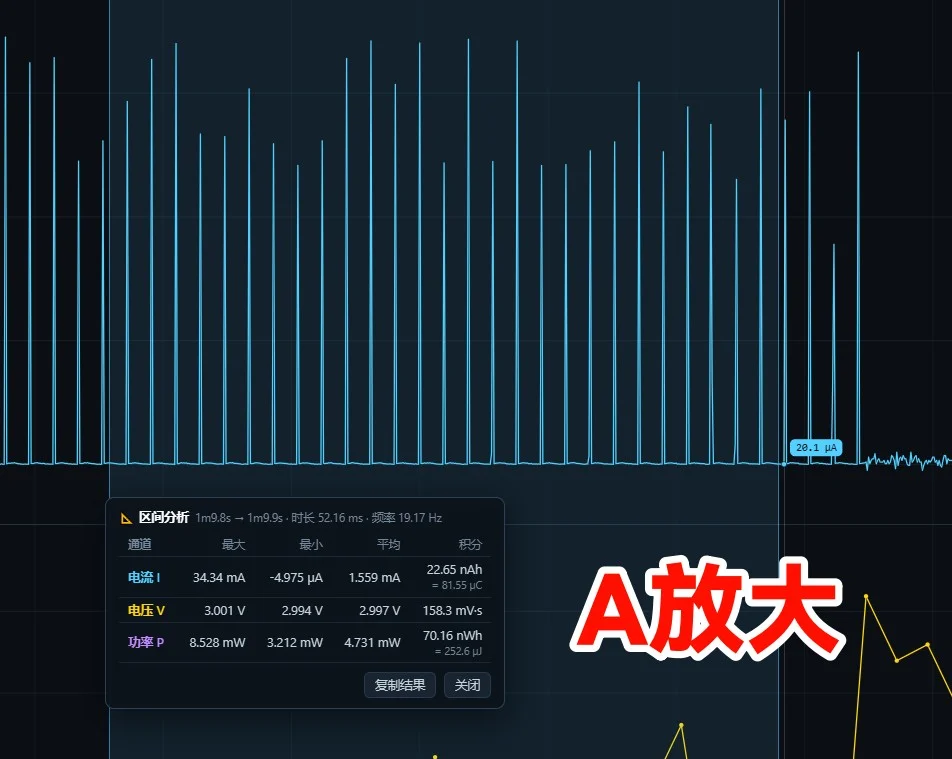 20.1 μA
区间分析 1m9.8s → 1m9.9s · 时长 52.16 ms · 频率 19.17 Hz
通道 最大 最小 平均 积分
电流 I 34.34 mA -4.975 μA 1.559 mA 22.65 nAh
= 81.55 μC
电压 V 3.001 V 2.994 V 2.997 V 158.3 mV·s
功率 P 8.528 mW 3.212 mW 4.731 mW 70.16 nWh
= 252.6 μJ
复制结果 关闭
A放大